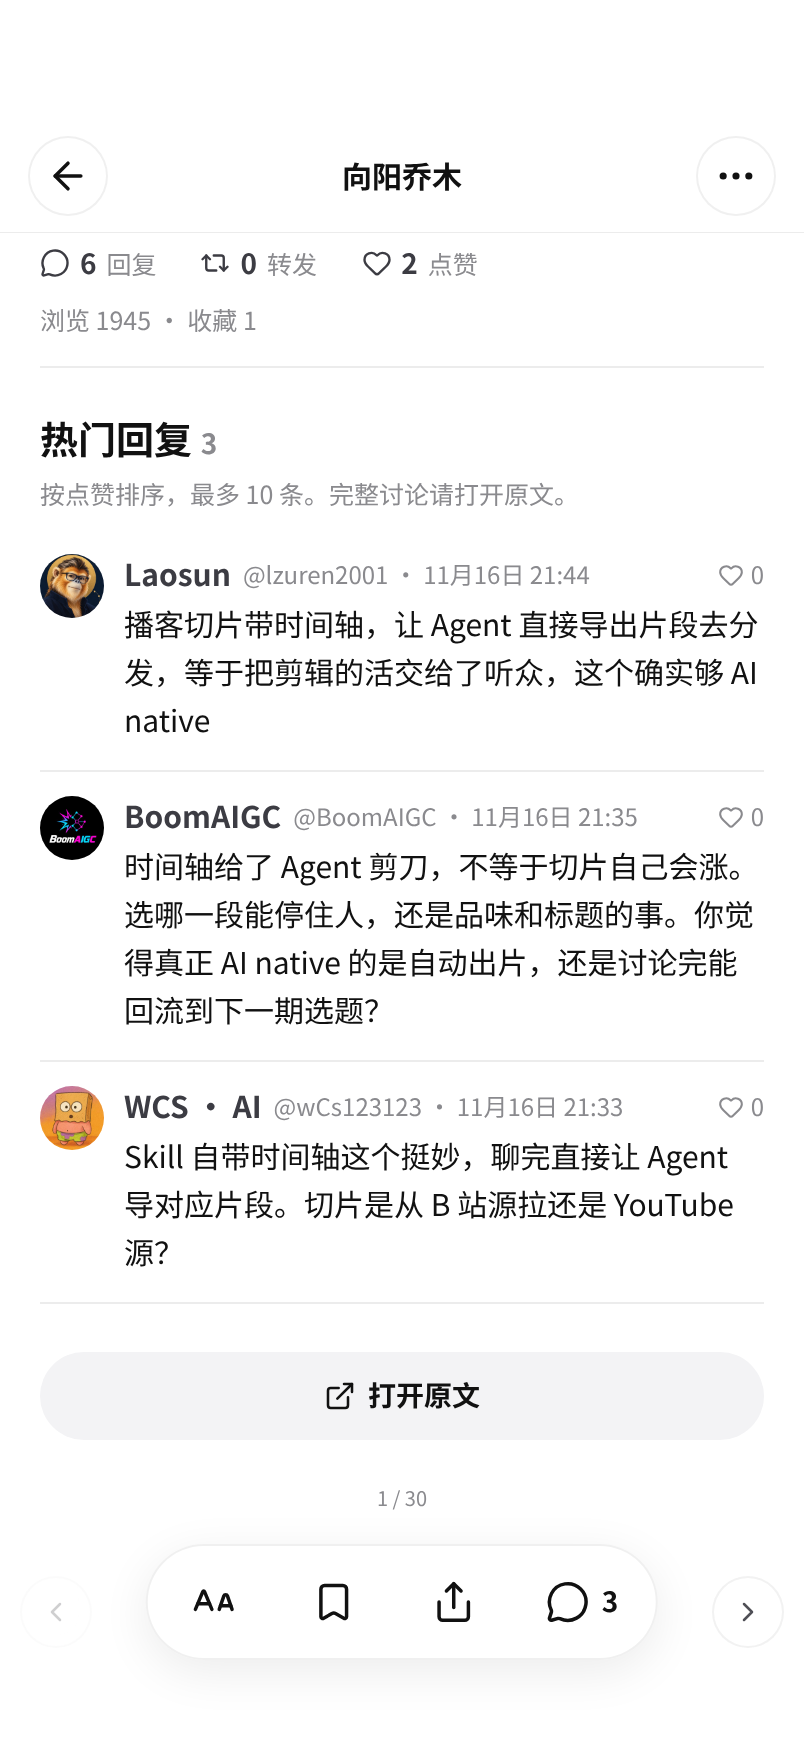 向阳乔木
6 回复 0 转发 2 点赞
浏览 1945 · 收藏 1
热门回复 3
按点赞排序，最多 10 条。完整讨论请打开原文。
Laosun @lzuren2001 · 11月16日 21:44 0
播客切片带时间轴，让 Agent 直接导出片段去分
发，等于把剪辑的活交给了听众，这个确实够 AI
native
BoomAIGC
BoomAIGC @BoomAIGC · 11月16日 21:35 0
时间轴给了 Agent 剪刀，不等于切片自己会涨。
选哪一段能停住人，还是品味和标题的事。你觉
得真正 AI native 的是自动出片，还是讨论完能
回流到下一期选题？
WCS · AI @wCs123123 · 11月16日 21:33 0
Skill 自带时间轴这个挺妙，聊完直接让 Agent
导对应片段。切片是从 B 站源拉还是 YouTube
源？
打开原文
1 / 30
AA 3